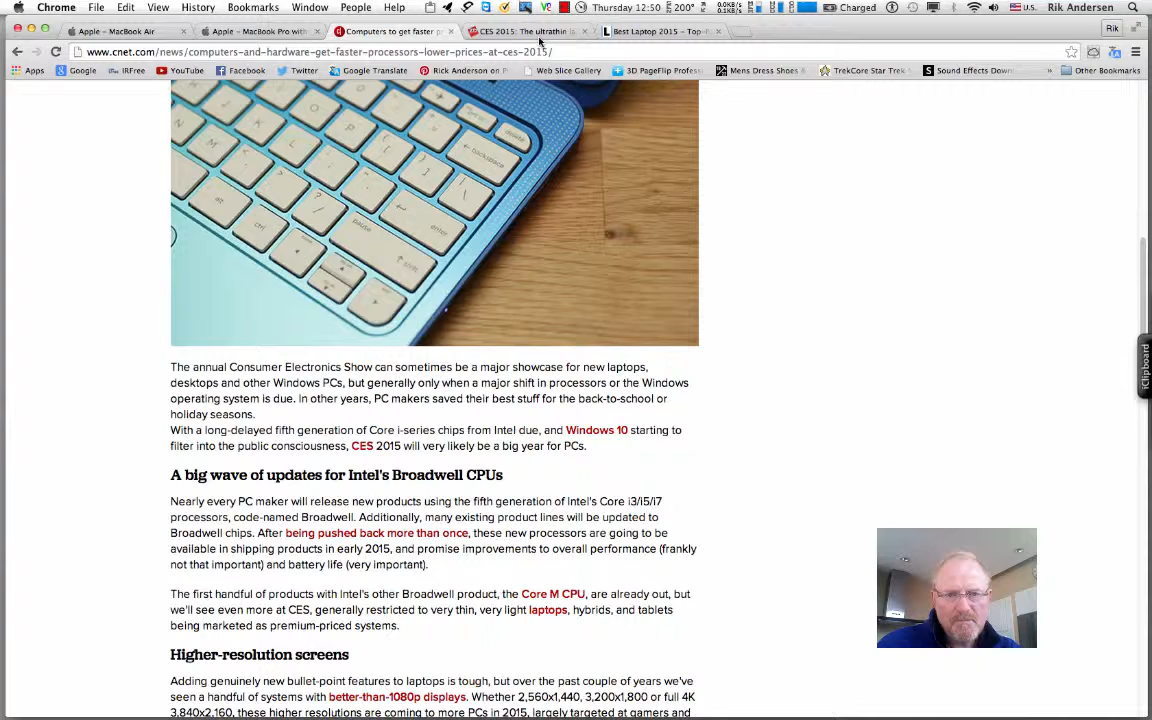 Chrome File Edit View History Bookmarks Window People Help Thursday 12:50 200° 0.0KB/s 0.1KB/s Charged U.S. Rik Andersen
Apple – MacBook Air Apple – MacBook Pro with Computers to get faster pr CES 2015: The ultrathin is Best Laptop 2015 – Top Rik
www.cnet.com/news/computers-and-hardware-get-faster-processors-lower-prices-at-ces-2015/
Apps Google IRFree YouTube Facebook Twitter Google Translate Rick Anderson on P Web Slice Gallery 3D PageFlip Profess Mens Dress Shoes & TrekCore Star Trek Sound Effects Down » Other Bookmarks
delete
backspace
pause
enter
alt
ctrl
shift
iClipboard
The annual Consumer Electronics Show can sometimes be a major showcase for new laptops,
desktops and other Windows PCs, but generally only when a major shift in processors or the Windows
operating system is due. In other years, PC makers saved their best stuff for the back-to-school or
holiday seasons.
With a long-delayed fifth generation of Core i-series chips from Intel due, and Windows 10 starting to
filter into the public consciousness, CES 2015 will very likely be a big year for PCs.
A big wave of updates for Intel's Broadwell CPUs
Nearly every PC maker will release new products using the fifth generation of Intel's Core i3/i5/i7
processors, code-named Broadwell. Additionally, many existing product lines will be updated to
Broadwell chips. After being pushed back more than once, these new processors are going to be
available in shipping products in early 2015, and promise improvements to overall performance (frankly
not that important) and battery life (very important).
The first handful of products with Intel's other Broadwell product, the Core M CPU, are already out, but
we'll see even more at CES, generally restricted to very thin, very light laptops, hybrids, and tablets
being marketed as premium-priced systems.
Higher-resolution screens
Adding genuinely new bullet-point features to laptops is tough, but over the past couple of years we've
seen a handful of systems with better-than-1080p displays. Whether 2,560x1,440, 3,200x1,800 or full 4K
3,840x2,160, these higher resolutions are coming to more PCs in 2015, largely targeted at gamers and